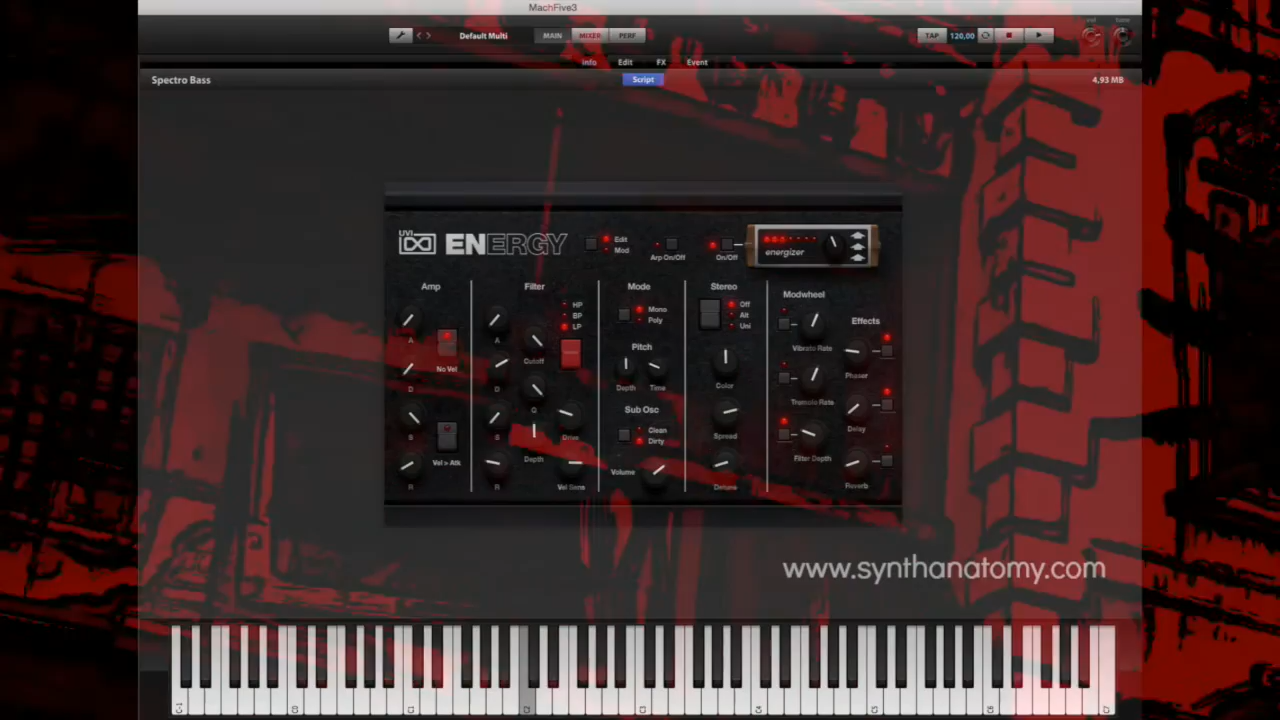 MachFive3
Default Multi
MAIN
MIXER
PERF
TAP
120,00
Info
Edit
FX
Event
Spectro Bass
Script
4,93 MB
UVI
ENERGY
Edit
Mod
Arp On/Off
On/Off
energizer
Amp
A
No Vel
D
S
Vel > Atk
R
Filter
HP
BP
LP
A
Cutoff
D
Q
S
Drive
Depth
R
Vel Sens
Mode
Mono
Poly
Pitch
Depth
Time
Sub Osc
Clean
Dirty
Volume
Stereo
Off
Alt
Uni
Color
Spread
Detune
Modwheel
Vibrato Rate
Tremolo Rate
Filter Depth
Effects
Phaser
Delay
Reverb
www.synthanatomy.com